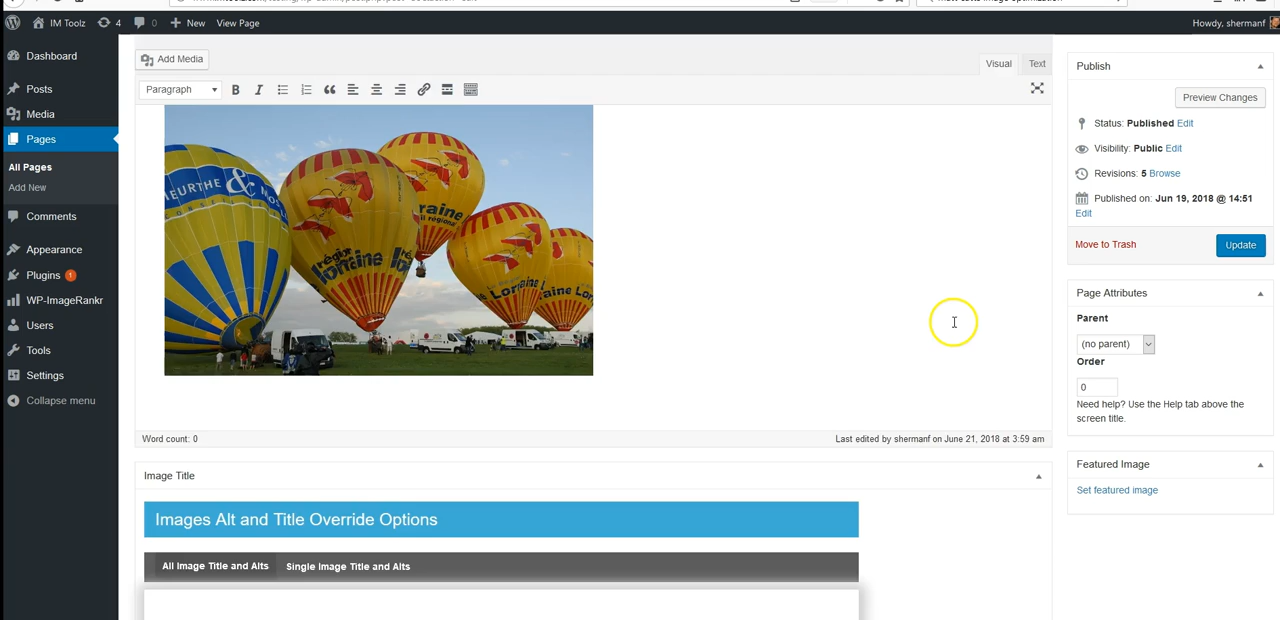 IM Toolz 4 0 New View Page Howdy, shermanf
Dashboard
Posts
Media
Pages
All Pages
Add New
Comments
Appearance
Plugins 1
WP-ImageRankr
Users
Tools
Settings
Collapse menu
Add Media
Visual Text
Paragraph B I
MEURTHE &
Lorraine
région
Lorraine
Word count: 0
Last edited by shermanf on June 21, 2018 at 3:59 am
Image Title
Images Alt and Title Override Options
All Image Title and Alts Single Image Title and Alts
Publish
Preview Changes
Status: Published Edit
Visibility: Public Edit
Revisions: 5 Browse
Published on: Jun 19, 2018 @ 14:51
Edit
Move to Trash Update
Page Attributes
Parent
(no parent)
Order
0
Need help? Use the Help tab above the
screen title.
Featured Image
Set featured image